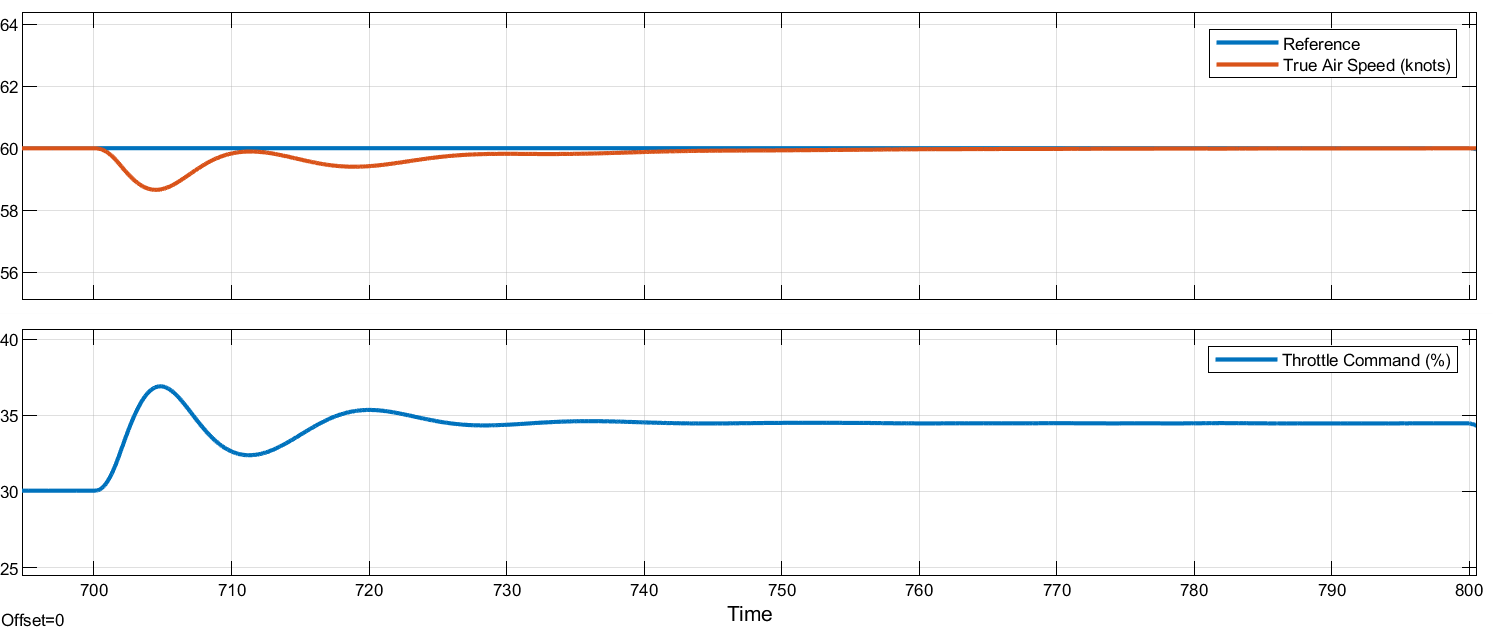 64
Reference
True Air Speed (knots)
62
60
58
56
40
Throttle Command (%)
35
30
25
700 710 720 730 740 750 760 770 780 790 800
Time
Offset=0